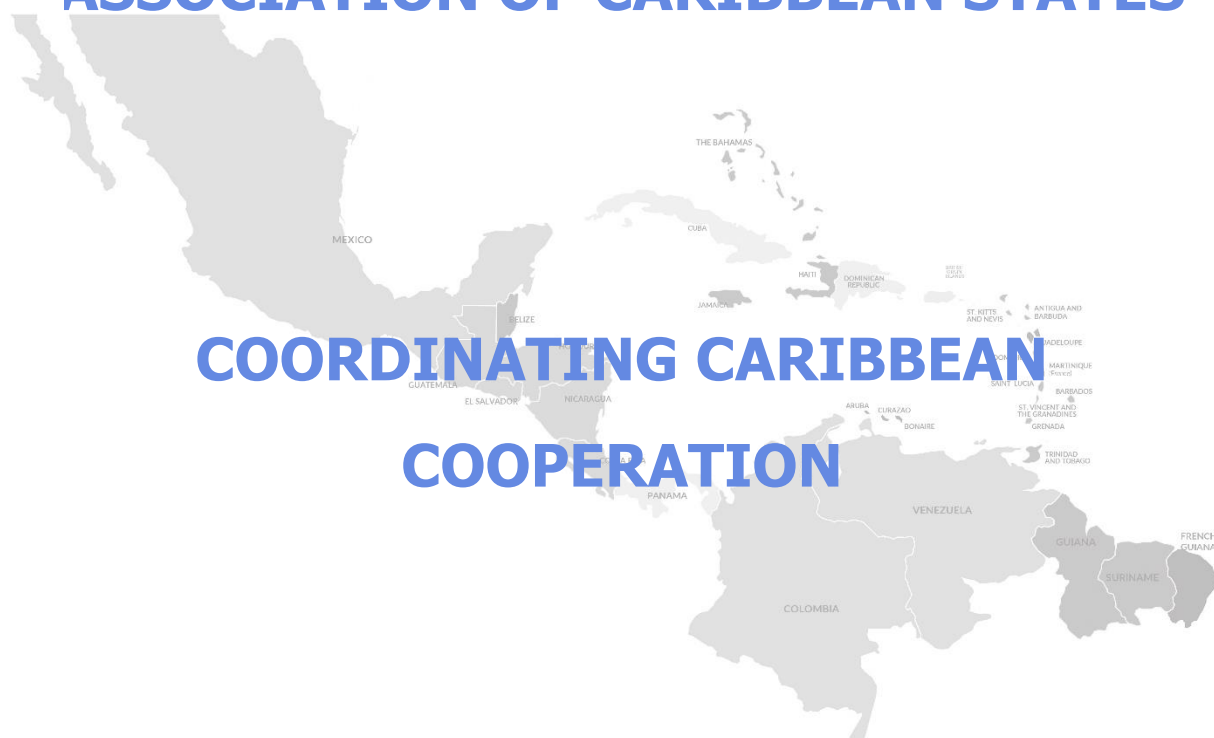 ASSOCIATION OF CARIBBEAN STATES
THE BAHAMAS
MEXICO
CUBA
HAITI
DOMINICAN
REPUBLIC
JAMAICA
ST. KITTS
AND NEVIS
ANTIGUA AND
BARBUDA
BELIZE
COORDINATING CARIBBEAN
MARTINIQUE
GUATEMALA
SAINT LUCIA
BARBADOS
EL SALVADOR
NICARAGUA
ARUBA
CURAZAO
BONAIRE
ST. VINCENT AND
THE GRANADINES
GRENADA
COOPERATION
TRINIDAD
AND TOBAGO
PANAMA
VENEZUELA
GUIANA
FRENCH
GUIANA
SURINAME
COLOMBIA